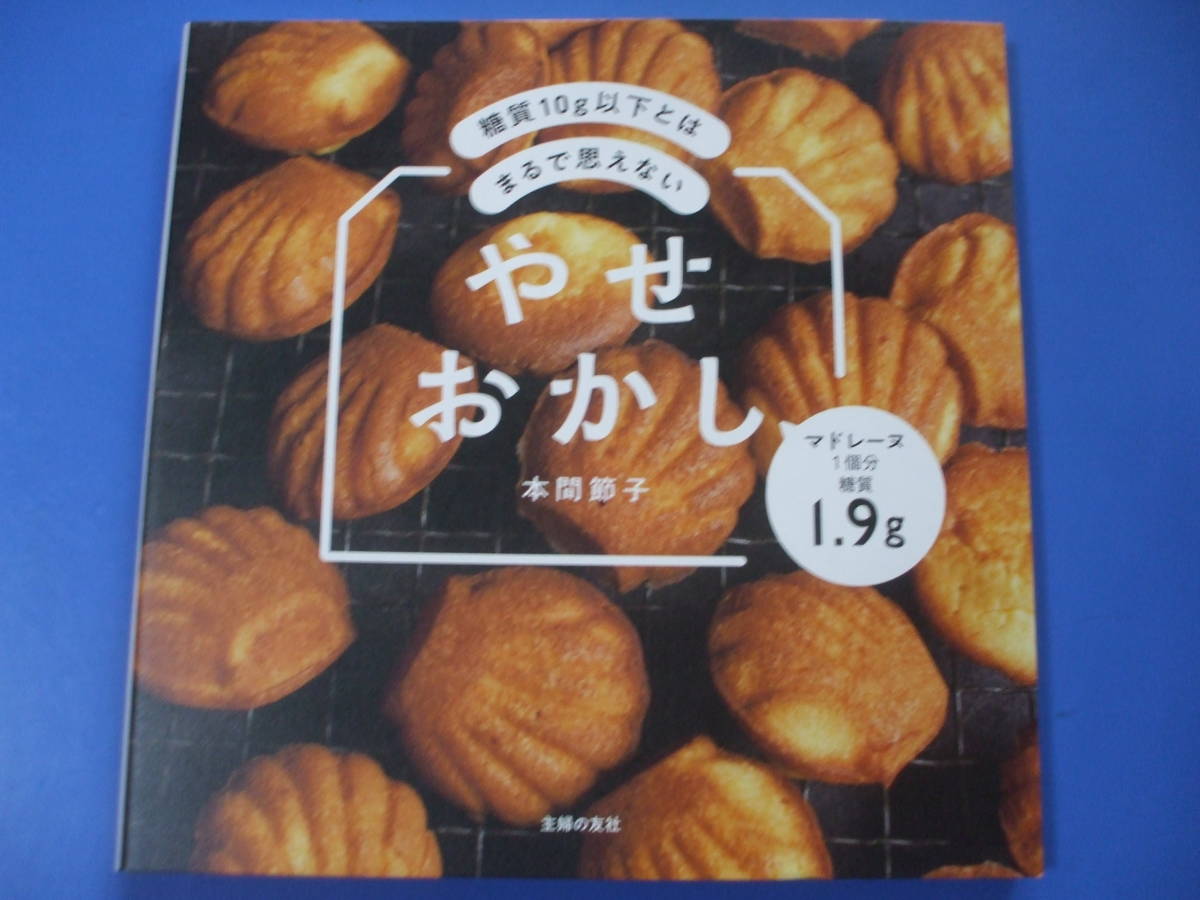 糖質10g以下とは
まるで思えない
やせ
おかし
本間節子
マドレーヌ
1個分
糖質
1.9g
主婦の友社